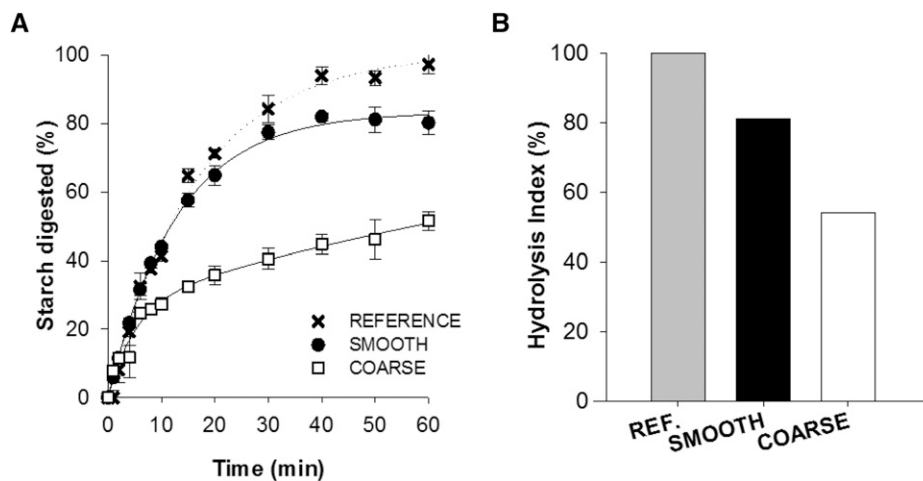 A
Starch digested (%)
100
80
60
40
20
0
0 10 20 30 40 50 60
Time (min)
REFERENCE
SMOOTH
COARSE
B
Hydrolysis Index (%)
100
80
60
40
20
0
REF.
SMOOTH
COARSE